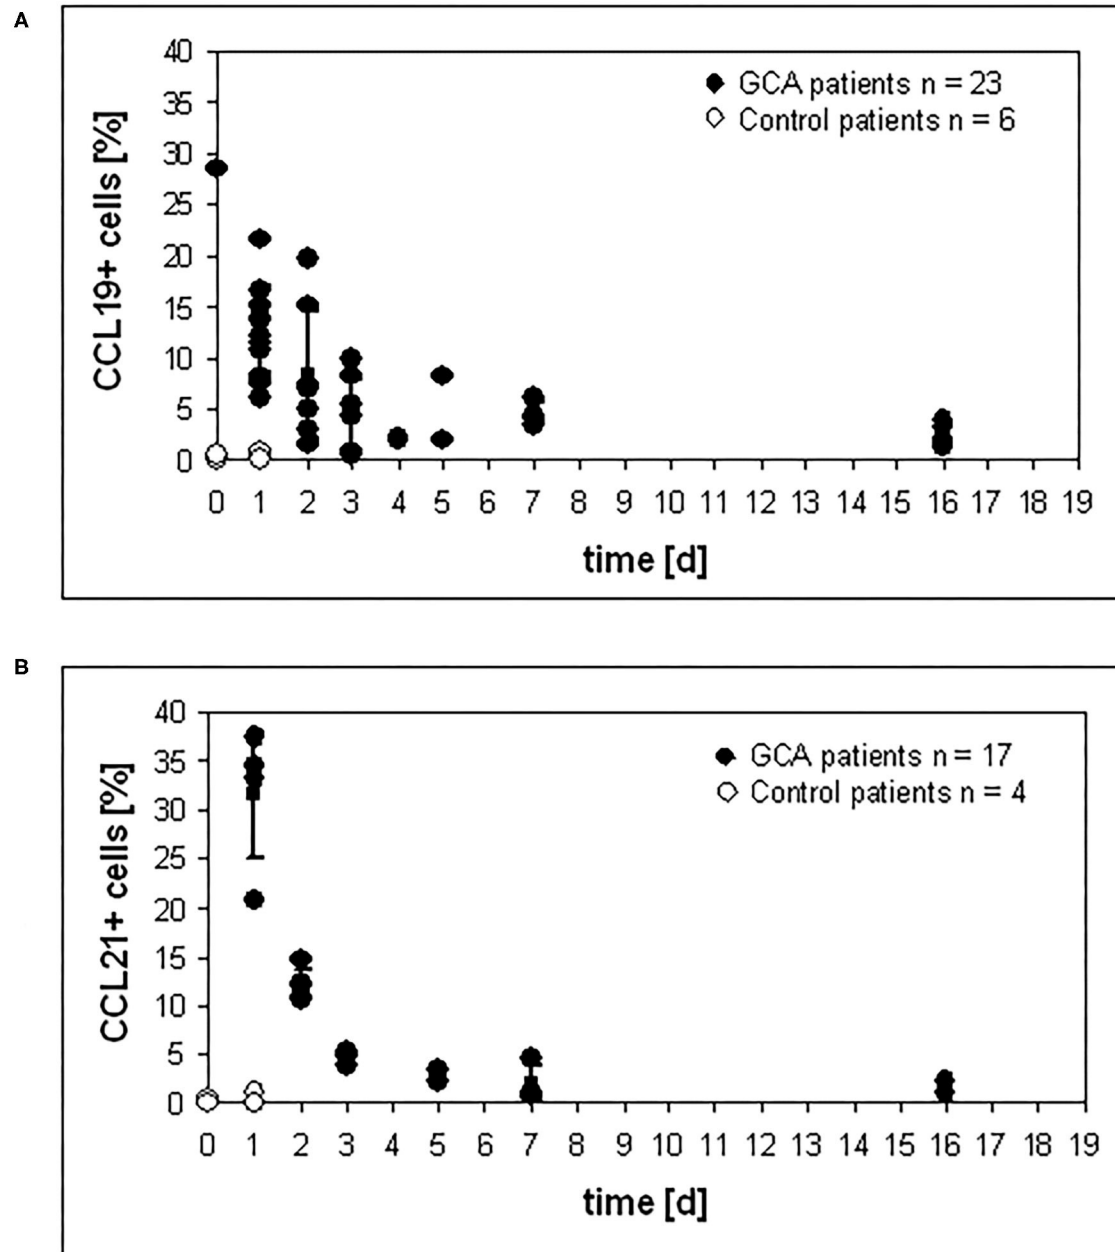 A
CCL19+ cells [%]
40
35
30
25
20
15
10
5
0
GCA patients n = 23
Control patients n = 6
0 1 2 3 4 5 6 7 8 9 10 11 12 13 14 15 16 17 18 19
time [d]
B
CCL21+ cells [%]
40
35
30
25
20
15
10
5
0
GCA patients n = 17
Control patients n = 4
0 1 2 3 4 5 6 7 8 9 10 11 12 13 14 15 16 17 18 19
time [d]